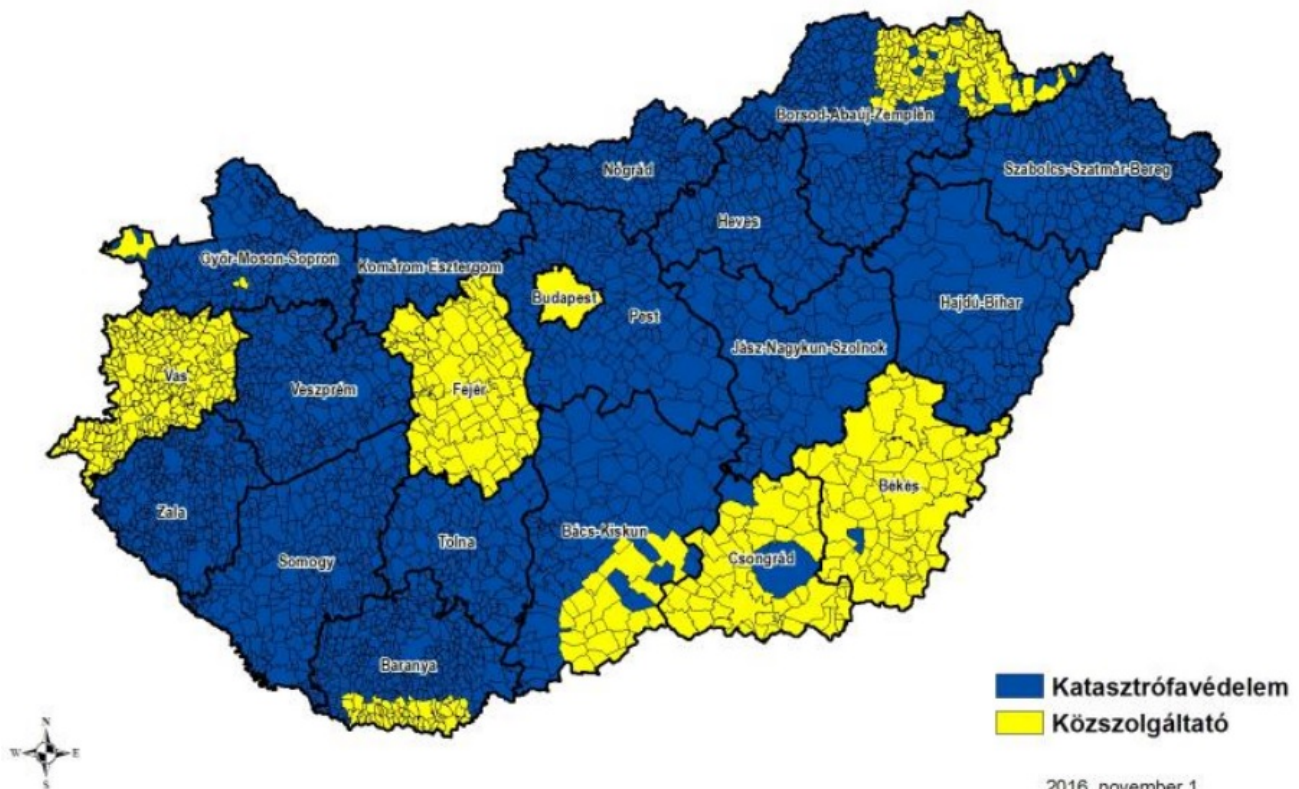 Borsod-Abaúj-Zemplén
Nógrád
Szabolcs-Szatmár-Bereg
Heves
Győr-Moson-Sopron
Komárom-Esztergom
Budapest
Pest
Hajdú-Bihar
Jász-Nagykun-Szolnok
Vas
Veszprém
Fejér
Békés
Zala
Somogy
Tolna
Bács-Kiskun
Csongrád
Baranya
Katasztrófavédelem
Közszolgáltató
N
W E
S
2016. november 1.